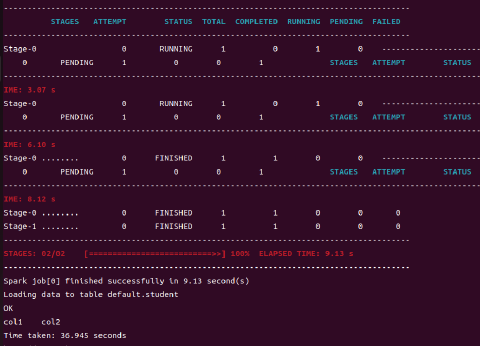 --------------------------------------------------------------------------------
STAGES ATTEMPT STATUS TOTAL COMPLETED RUNNING PENDING FAILED
--------------------------------------------------------------------------------
Stage-0 0 RUNNING 1 0 1 0 --------------------
0 PENDING 1 0 0 1 STAGES ATTEMPT STATUS
--------------------------------------------------------------------------------
IME: 3.07 s
Stage-0 0 RUNNING 1 0 1 0 --------------------
0 PENDING 1 0 0 1 STAGES ATTEMPT STATUS
--------------------------------------------------------------------------------
IME: 6.10 s
Stage-0 ........ 0 FINISHED 1 1 0 0 --------------------
0 PENDING 1 0 0 1 STAGES ATTEMPT STATUS
--------------------------------------------------------------------------------
IME: 8.12 s
Stage-0 ........ 0 FINISHED 1 1 0 0 0
Stage-1 ........ 0 FINISHED 1 1 0 0 0
--------------------------------------------------------------------------------
STAGES: 02/02 [==========================>>] 100% ELAPSED TIME: 9.13 s
--------------------------------------------------------------------------------
Spark job[0] finished successfully in 9.13 second(s)
Loading data to table default.student
OK
col1 col2
Time taken: 36.945 seconds